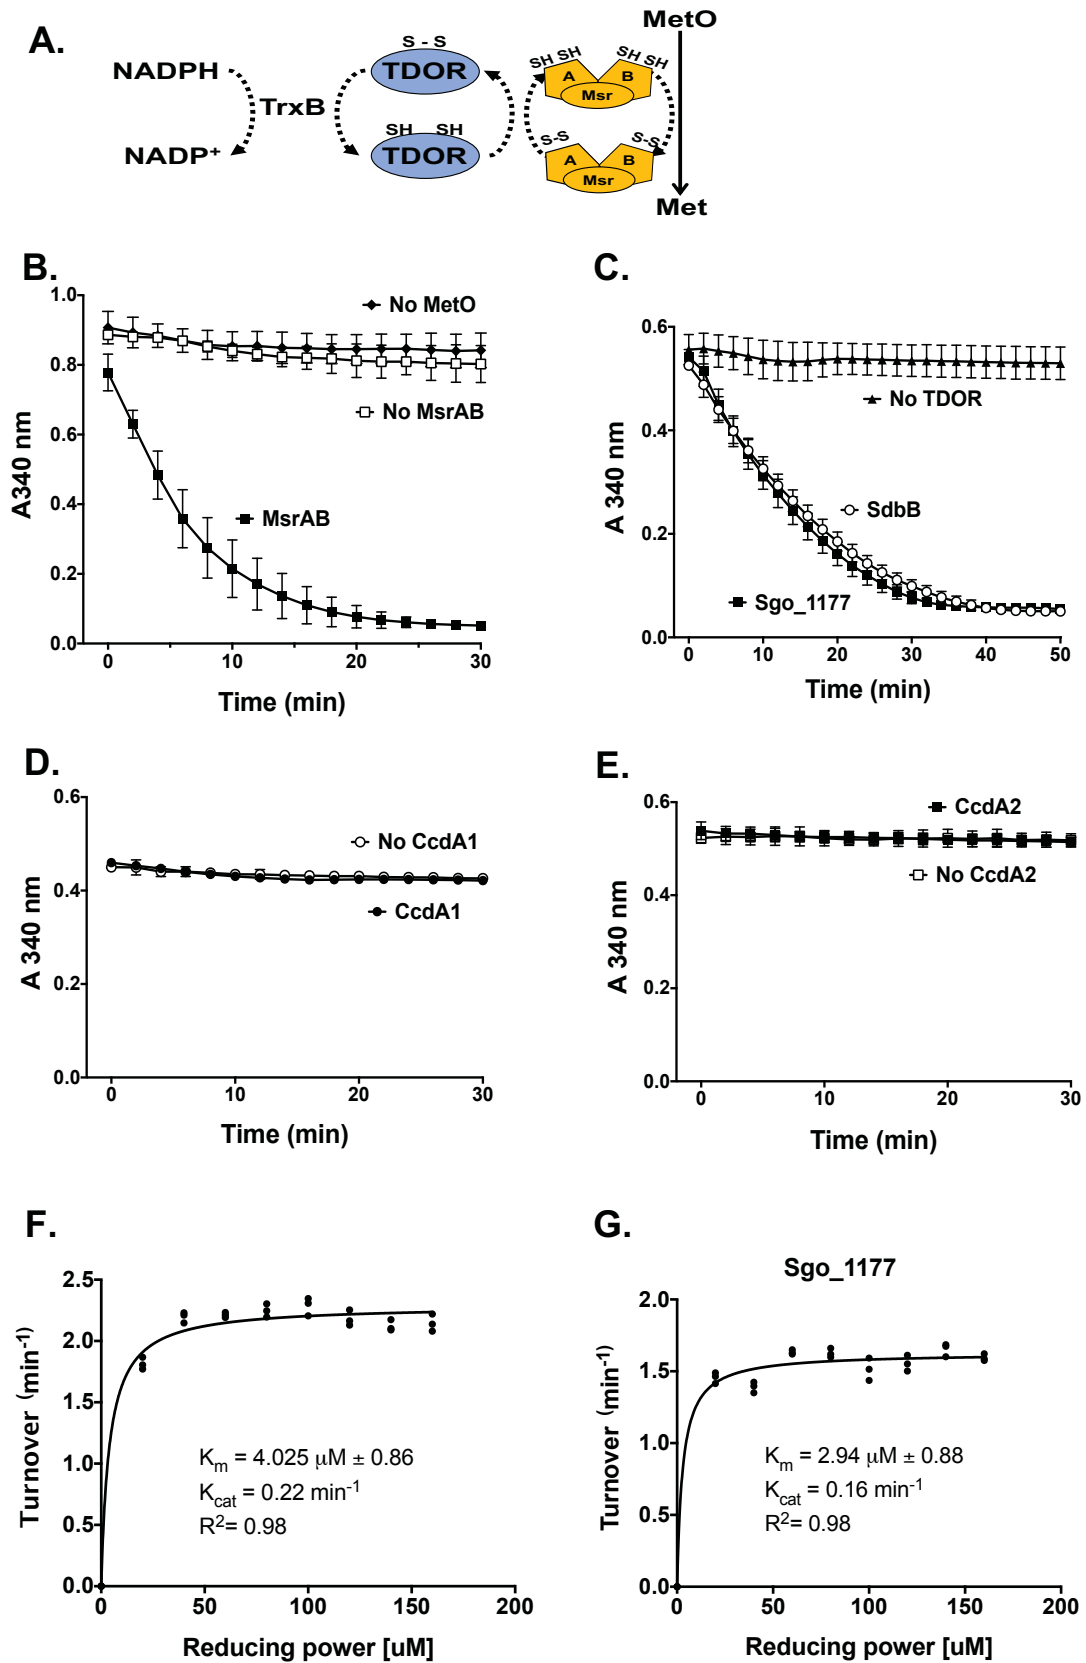 A.
MetO
S - S
SH SH
SH SH
NADPH
TDOR
A
B
Msr
TrxB
SH
SH
S-S
S-S
NADP+
TDOR
A
B
Msr
Met
B.
1.0
0.8
0.6
0.4
0.2
0.0
A340 nm
No MetO
No MsrAB
MsrAB
0
10
20
30
Time (min)
C.
0.6
0.4
0.2
0.0
A 340 nm
No TDOR
SdbB
Sgo_1177
0
10
20
30
40
50
Time (min)
D.
0.6
0.4
0.2
0.0
A 340 nm
No CcdA1
CcdA1
0
10
20
30
Time (min)
E.
0.6
0.4
0.2
0.0
A 340 nm
CcdA2
No CcdA2
0
10
20
30
Time (min)
F.
2.5
2.0
1.5
1.0
0.5
0.0
Turnover (min-1)
Km = 4.025 μM ± 0.86
Kcat = 0.22 min-1
R2= 0.98
0
50
100
150
200
Reducing power [uM]
G.
Sgo_1177
2.0
1.5
1.0
0.5
0.0
Turnover (min-1)
Km = 2.94 μM ± 0.88
Kcat = 0.16 min-1
R2= 0.98
0
50
100
150
200
Reducing power [uM]